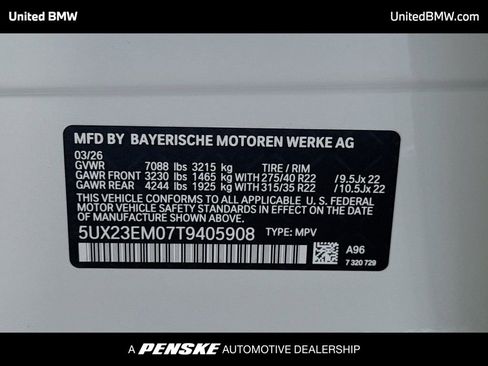 United BMW UnitedBMW.com
MFD BY BAYERISCHE MOTOREN WERKE AG
03/26
GVWR 7088 lbs 3215 kg TIRE / RIM
GAWR FRONT 3230 lbs 1465 kg WITH 275/40 R22 /9.5Jx 22
GAWR REAR 4244 lbs 1925 kg WITH 315/35 R22 /10.5Jx 22
THIS VEHICLE CONFORMS TO ALL APPLICABLE U. S. FEDERAL
MOTOR VEHICLE SAFETY STANDARDS IN EFFECT ON THE
DATE OF MANUFACTURE SHOWN ABOVE.
5UX23EM07T9405908 TYPE: MPV
A96
7 320 729
A PENSKE AUTOMOTIVE DEALERSHIP